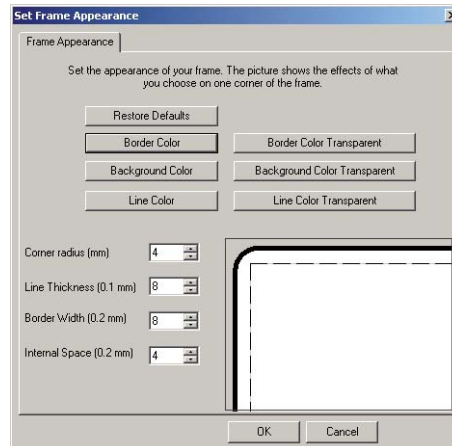 Set Frame Appearance
Frame Appearance
Set the appearance of your frame. The picture shows the effects of what
you choose on one corner of the frame.
Restore Defaults
Border Color
Border Color Transparent
Background Color
Background Color Transparent
Line Color
Line Color Transparent
Corner radius (mm)
4
Line Thickness (0.1 mm)
8
Border Width (0.2 mm)
8
Internal Space (0.2 mm)
4
OK
Cancel